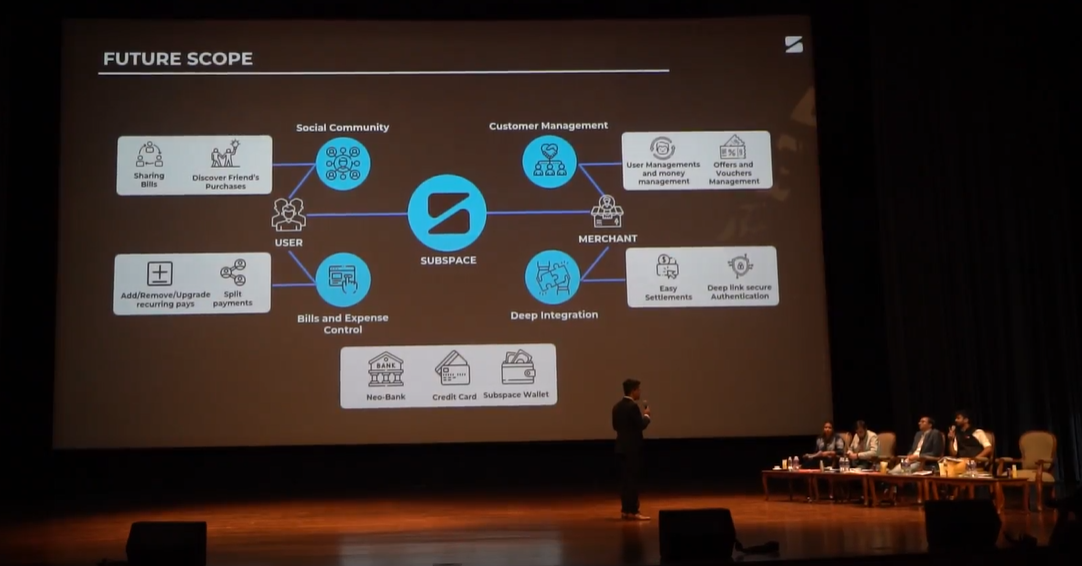 FUTURE SCOPE
Social Community
Sharing
Bills
Discover Friend's
Purchases
Customer Management
User Managements
and money
management
Offers and
Vouchers
Management
USER
SUBSPACE
MERCHANT
Add/Remove/Upgrade
recurring pays
Split
payments
Bills and Expense
Control
Deep Integration
Easy
Settlements
Deep link secure
Authentication
BANK
Neo-Bank
Credit Card
Subspace Wallet